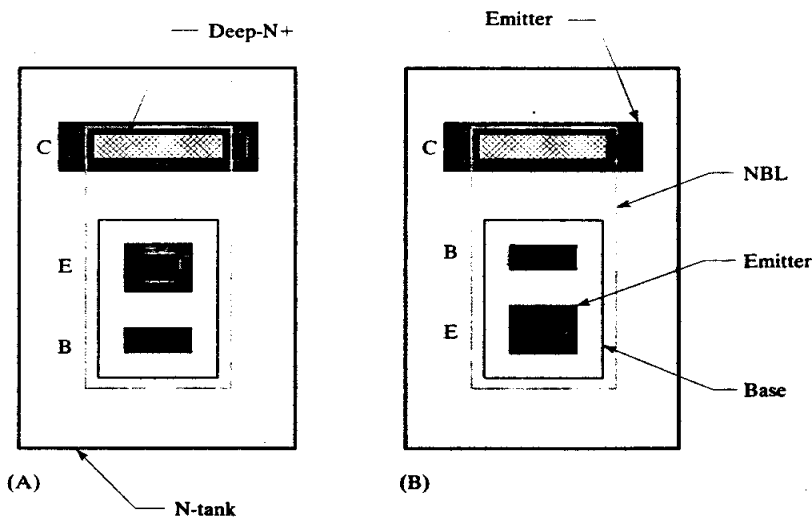 Deep-N+
Emitter
C
C
NBL
E
B
B
E
Emitter
Base
(A)
N-tank
(B)